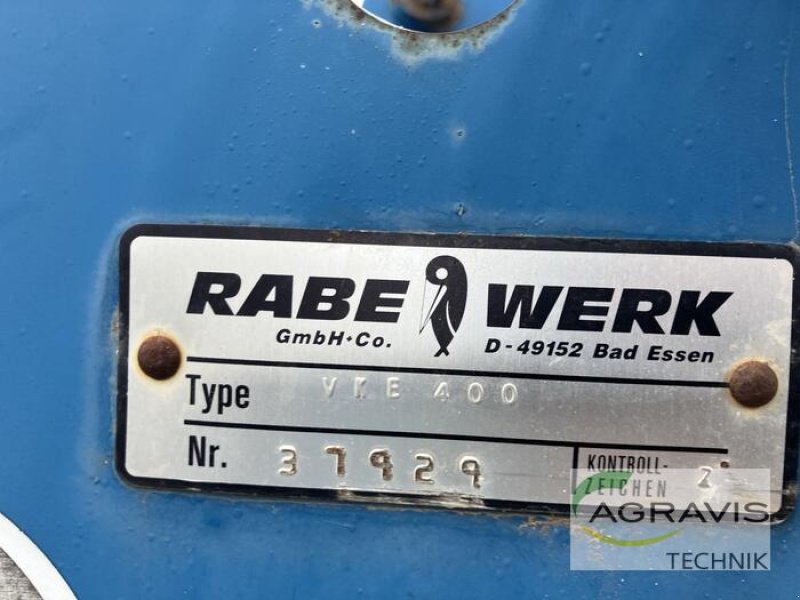 RABE WERK
GmbH+Co. D-49152 Bad Essen
Type VKE 400
Nr. 37929
KONTROLL-
ZEICHEN
AGRAVIS
TECHNIK